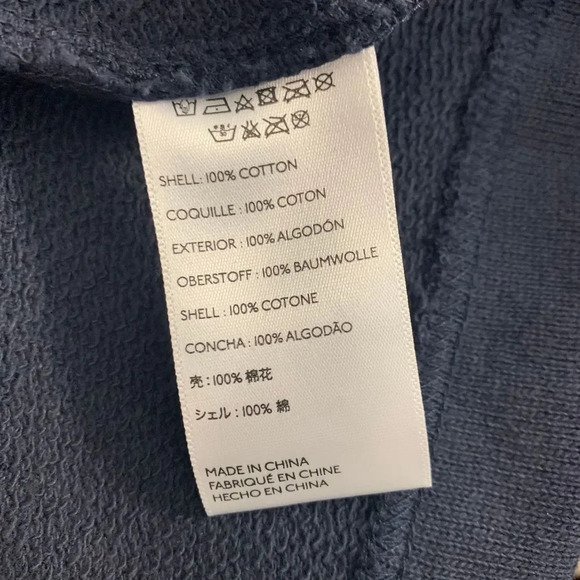 SHELL: 100% COTTON
COQUILLE : 100% COTON
EXTERIOR : 100% ALGODÓN
OBERSTOFF : 100% BAUMWOLLE
SHELL : 100% COTONE
CONCHA : 100% ALGODÃO
壳 : 100% 棉花
シェル : 100% 綿
MADE IN CHINA
FABRIQUÉ EN CHINE
HECHO EN CHINA